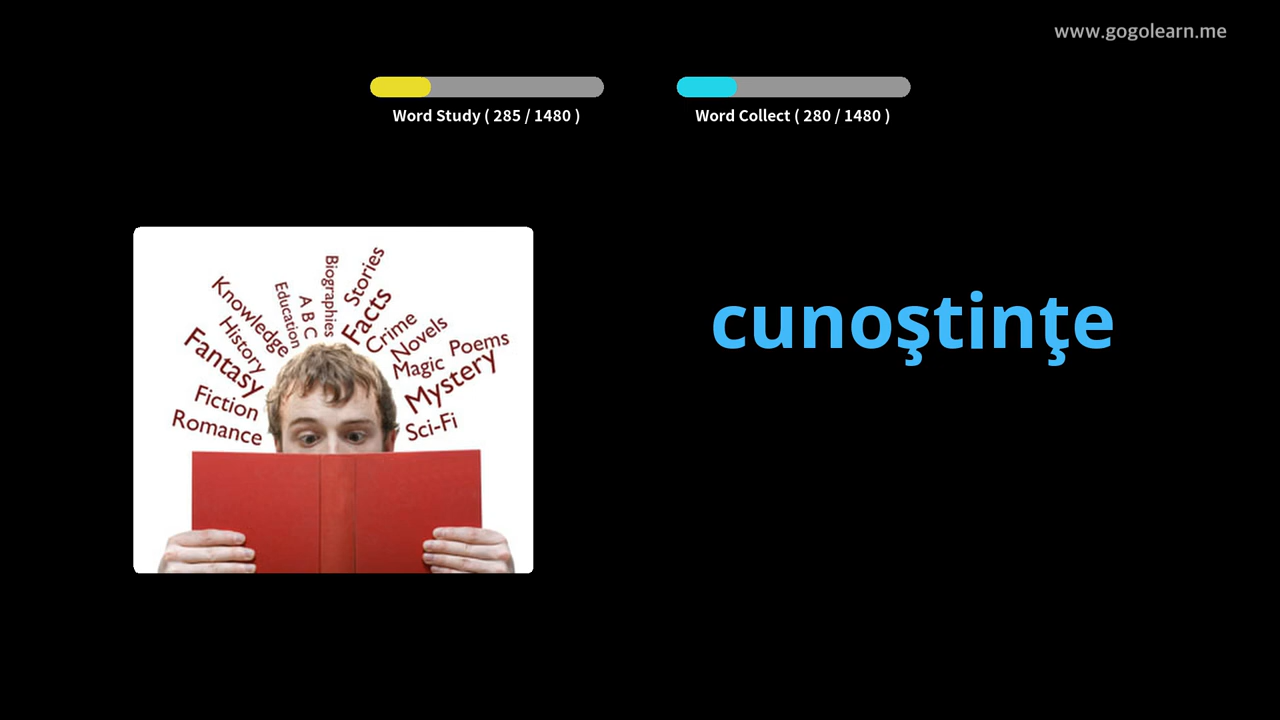 www.gogolearn.me
Word Study ( 285 / 1480 )
Word Collect ( 280 / 1480 )
cunoştinţe
Knowledge
History
Fantasy
Fiction
Romance
Education
A B C
Biographies
Stories
Facts
Crime
Novels
Magic
Poems
Mystery
Sci-Fi